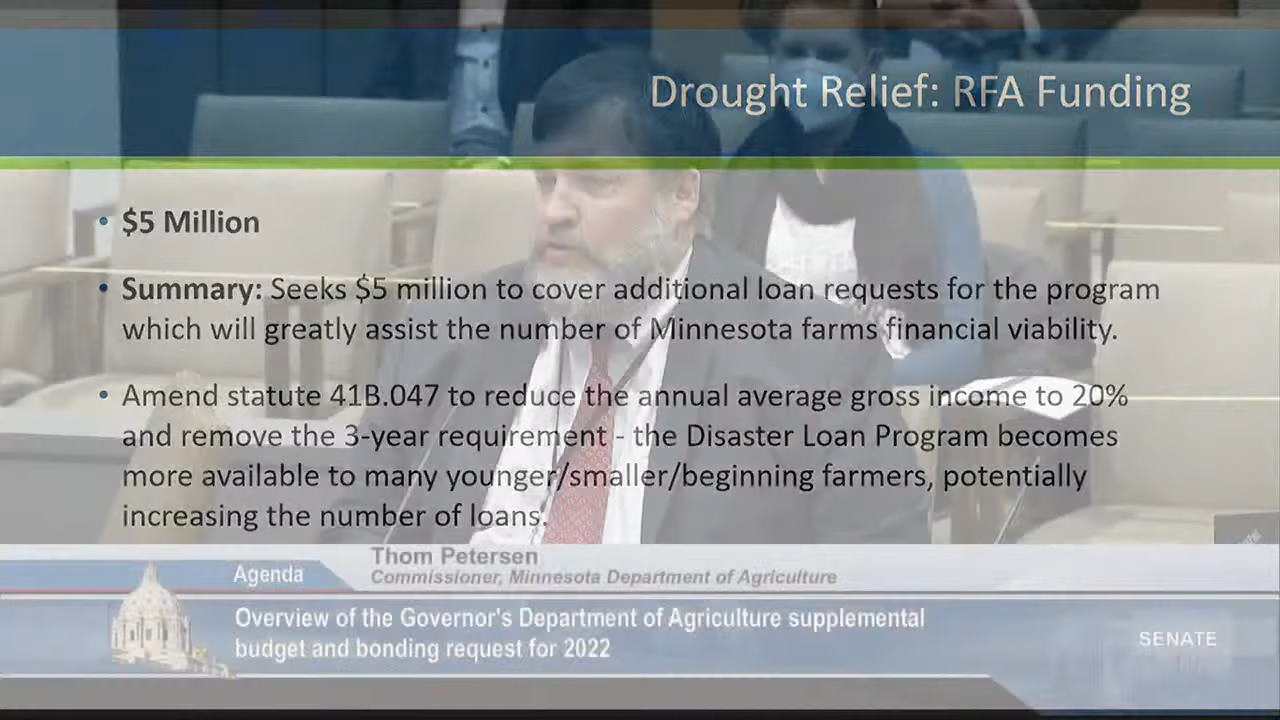 Drought Relief: RFA Funding
• $5 Million
• Summary: Seeks $5 million to cover additional loan requests for the program
which will greatly assist the number of Minnesota farms financial viability.
• Amend statute 41B.047 to reduce the annual average gross income to 20%
and remove the 3-year requirement - the Disaster Loan Program becomes
more available to many younger/smaller/beginning farmers, potentially
increasing the number of loans.
Thom Petersen
Agenda
Commissioner, Minnesota Department of Agriculture
Overview of the Governor's Department of Agriculture supplemental
budget and bonding request for 2022
SENATE